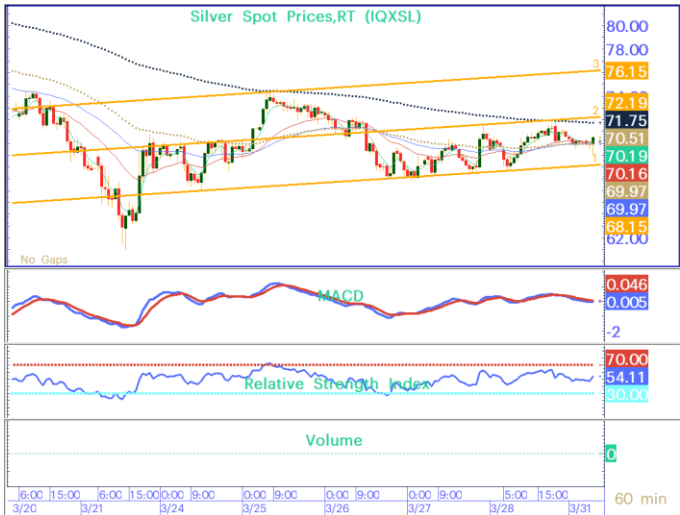 Silver Spot Prices,RT (IQXSL)
80.00
78.00
3
76.15
2
72.19
71.75
70.51
70.19
70.16
1
69.97
69.97
68.15
62.00
No Gaps
MACD
0.046
0.005
-2
70.00
Relative Strength Index
54.11
30.00
Volume
0
6:00 15:00 6:00 15:00 0:00 9:00 0:00 9:00 0:00 9:00 0:00 9:00 6:00 15:00 0:00
3/20 3/21 3/24 3/25 3/26 3/27 3/28 3/31
60 min